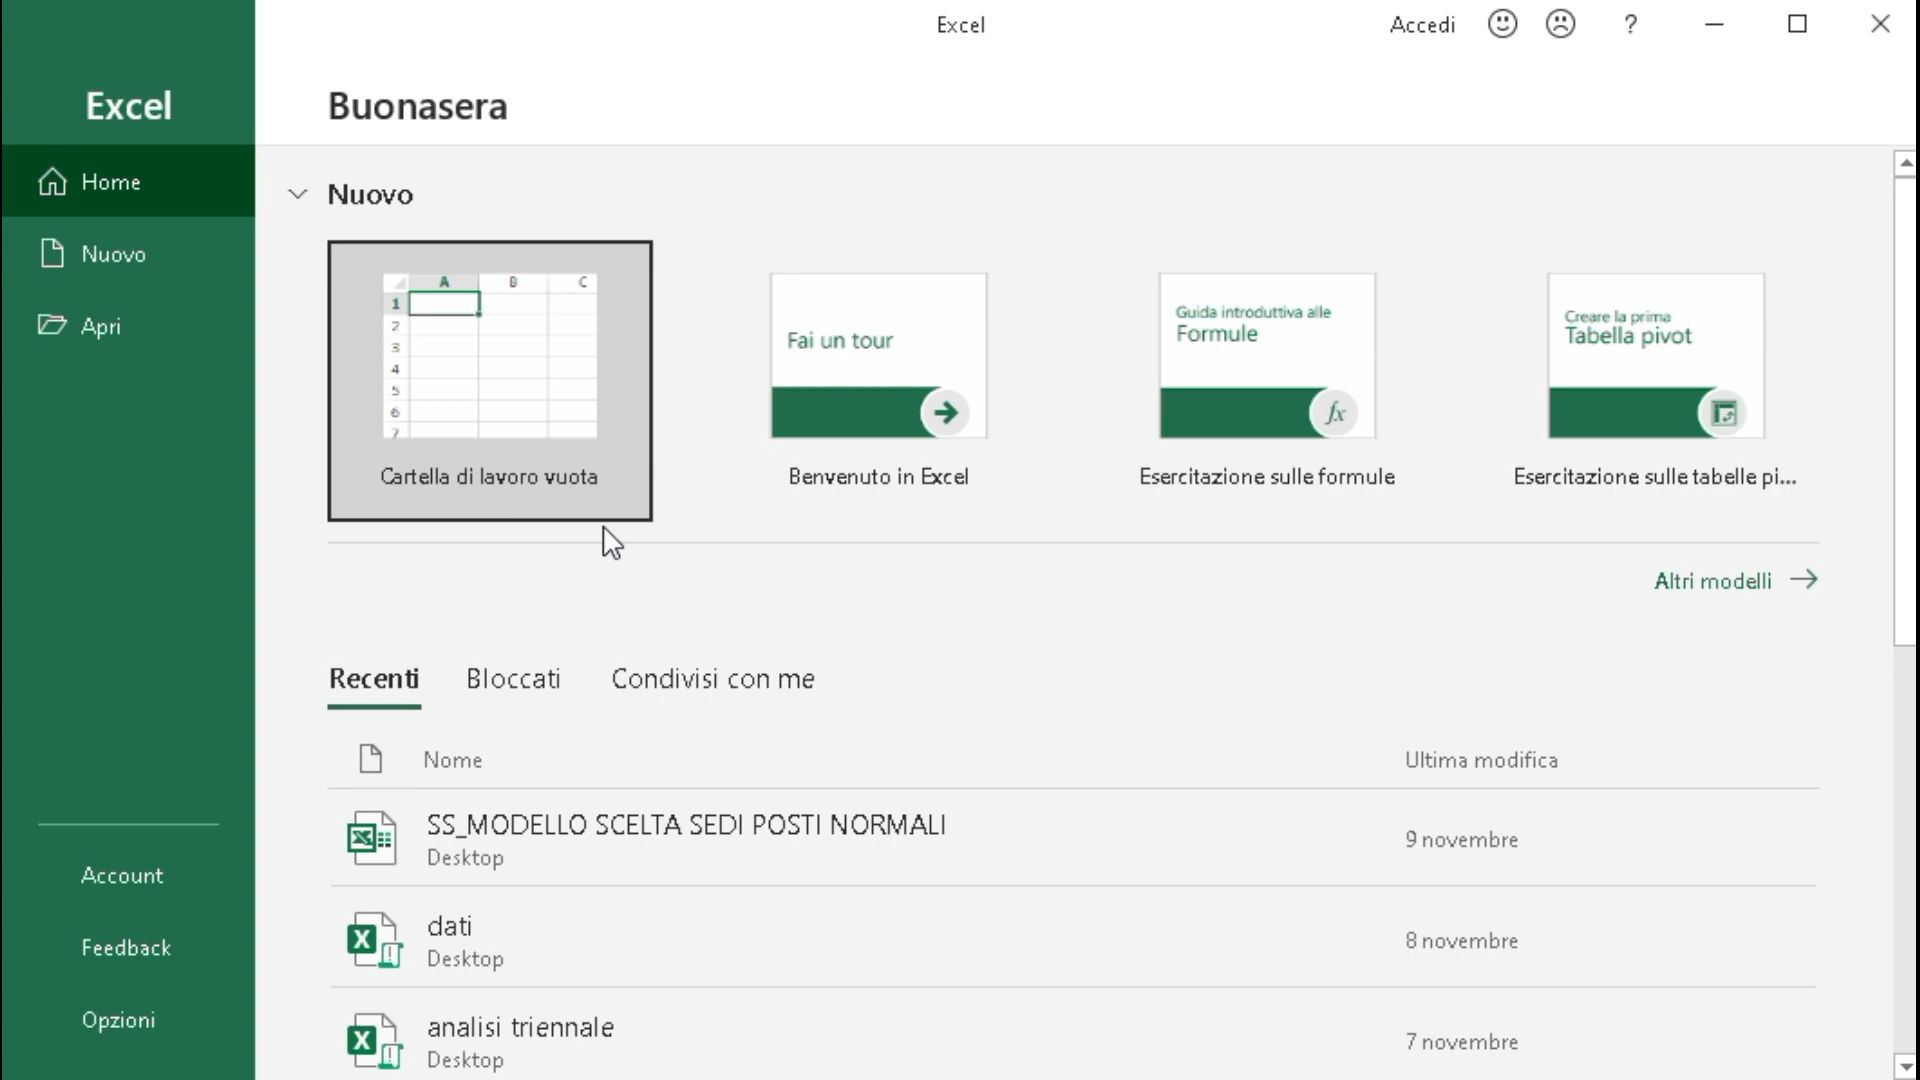 Excel
Accedi
?
Excel
Buonasera
Home
Nuovo
Apri
Nuovo
A B C
1
2
3
4
5
6
7
Cartella di lavoro vuota
Fai un tour
Benvenuto in Excel
Guida introduttiva alle
Formule
fx
Esercitazione sulle formule
Creare la prima
Tabella pivot
Esercitazione sulle tabelle pi...
Altri modelli
Recenti Bloccati Condivisi con me
Nome Ultima modifica
SS_MODELLO SCELTA SEDI POSTI NORMALI
Desktop
9 novembre
dati
Desktop
8 novembre
analisi triennale
Desktop
7 novembre
Account
Feedback
Opzioni